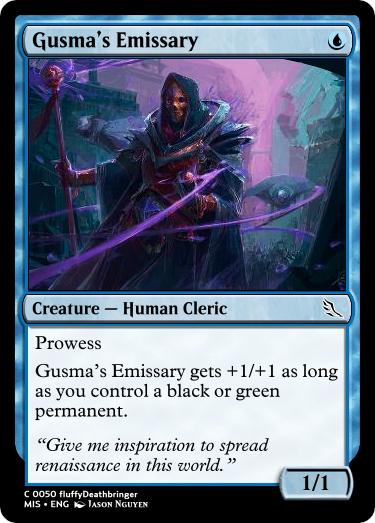 Gusma's Emissary
Creature — Human Cleric
Prowess
Gusma's Emissary gets +1/+1 as long
as you control a black or green
permanent.
“Give me inspiration to spread
renaissance in this world.”
1/1
C 0050 fluffyDeathbringer
MIS • ENG Jason Nguyen